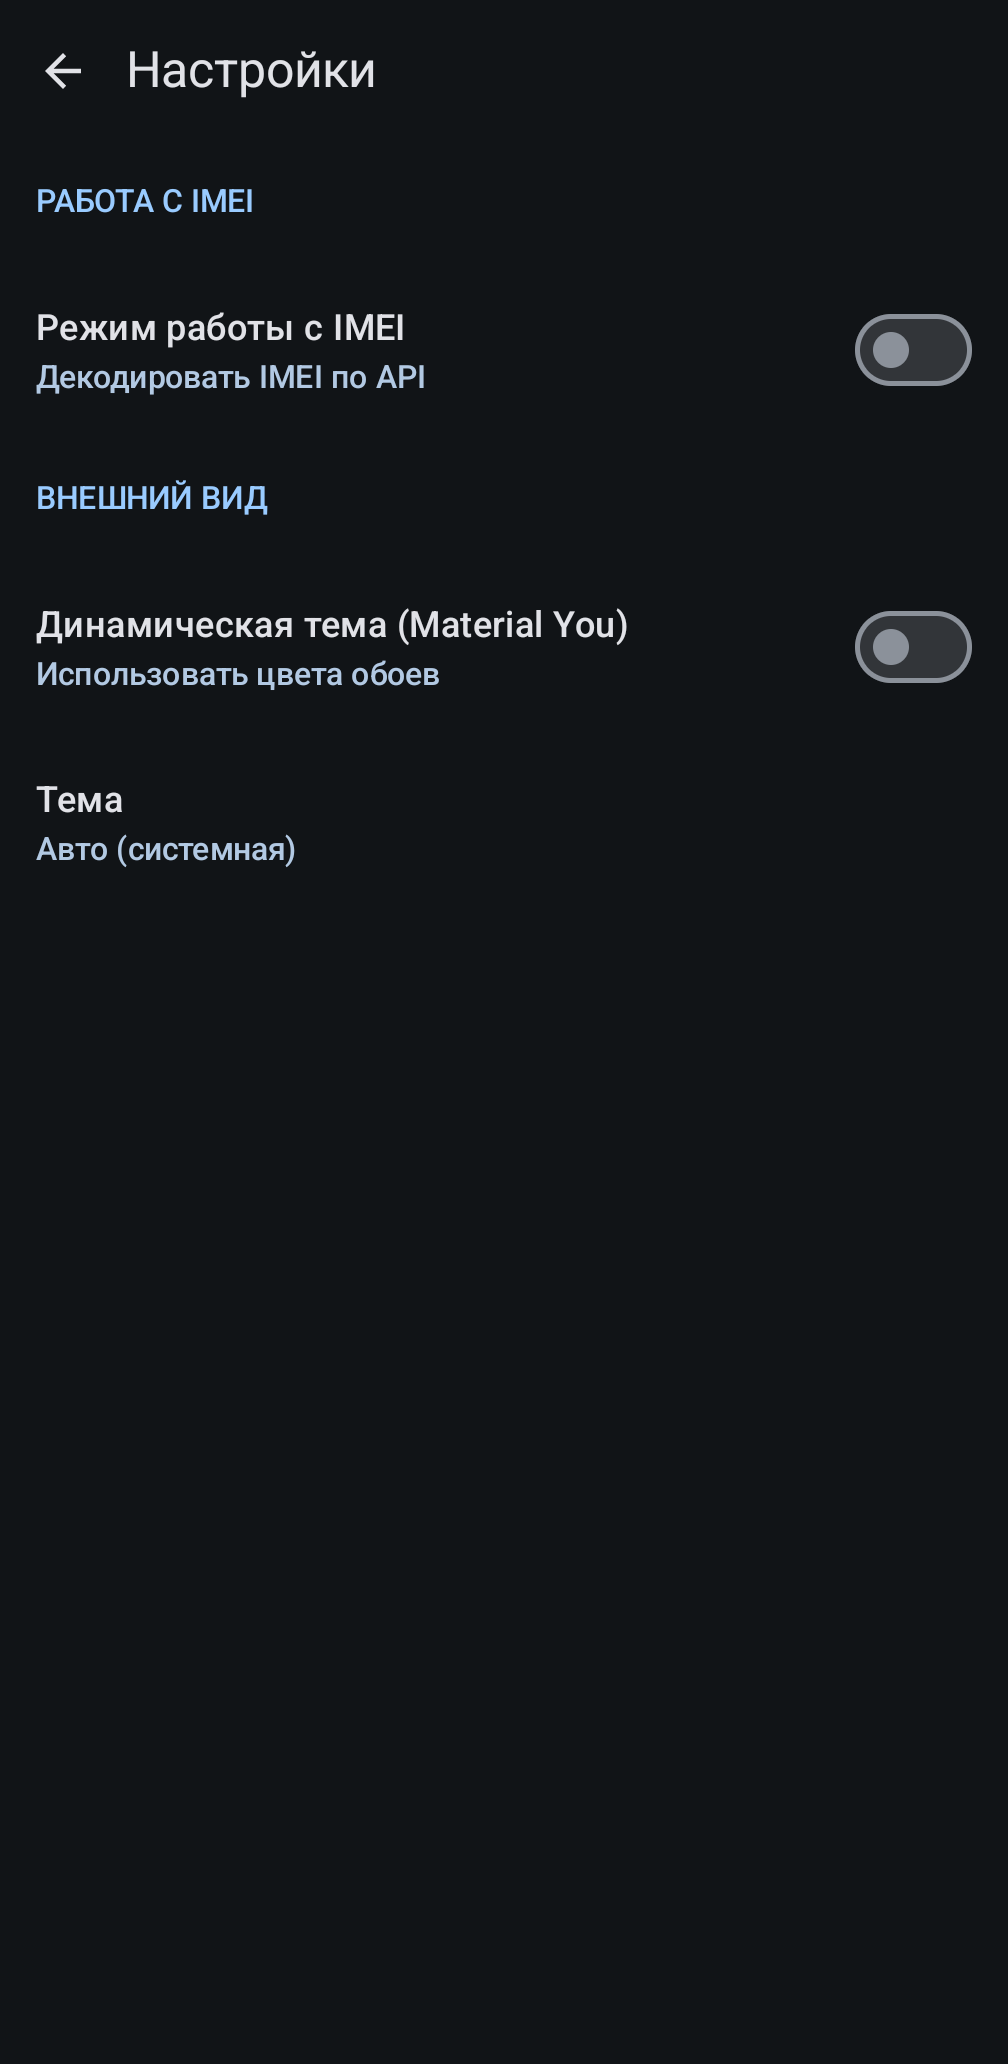 Настройки
РАБОТА С IMEI
Режим работы с IMEI
Декодировать IMEI по API
ВНЕШНИЙ ВИД
Динамическая тема (Material You)
Использовать цвета обоев
Тема
Авто (системная)